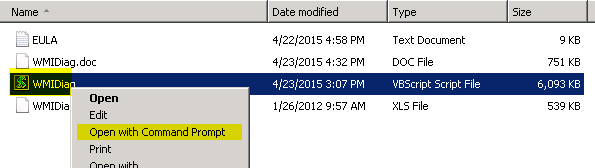 Name Date modified Type Size
EULA 4/22/2015 4:58 PM Text Document 9 KB
WMIDiag.doc 4/23/2015 4:32 PM DOC File 751 KB
WMIDiag 4/23/2015 3:07 PM VBScript Script File 6,093 KB
WMIDia 1/26/2012 9:57 AM XLS File 539 KB
Open
Edit
Open with Command Prompt
Print
Open with